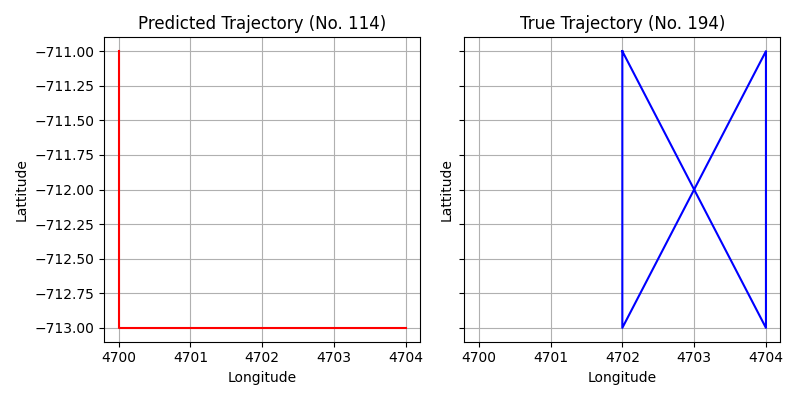 Predicted Trajectory (No. 114)
−711.00
−711.25
−711.50
−711.75
−712.00
−712.25
−712.50
−712.75
−713.00
Lattitude
4700 4701 4702 4703 4704
Longitude
True Trajectory (No. 194)
Lattitude
4700 4701 4702 4703 4704
Longitude